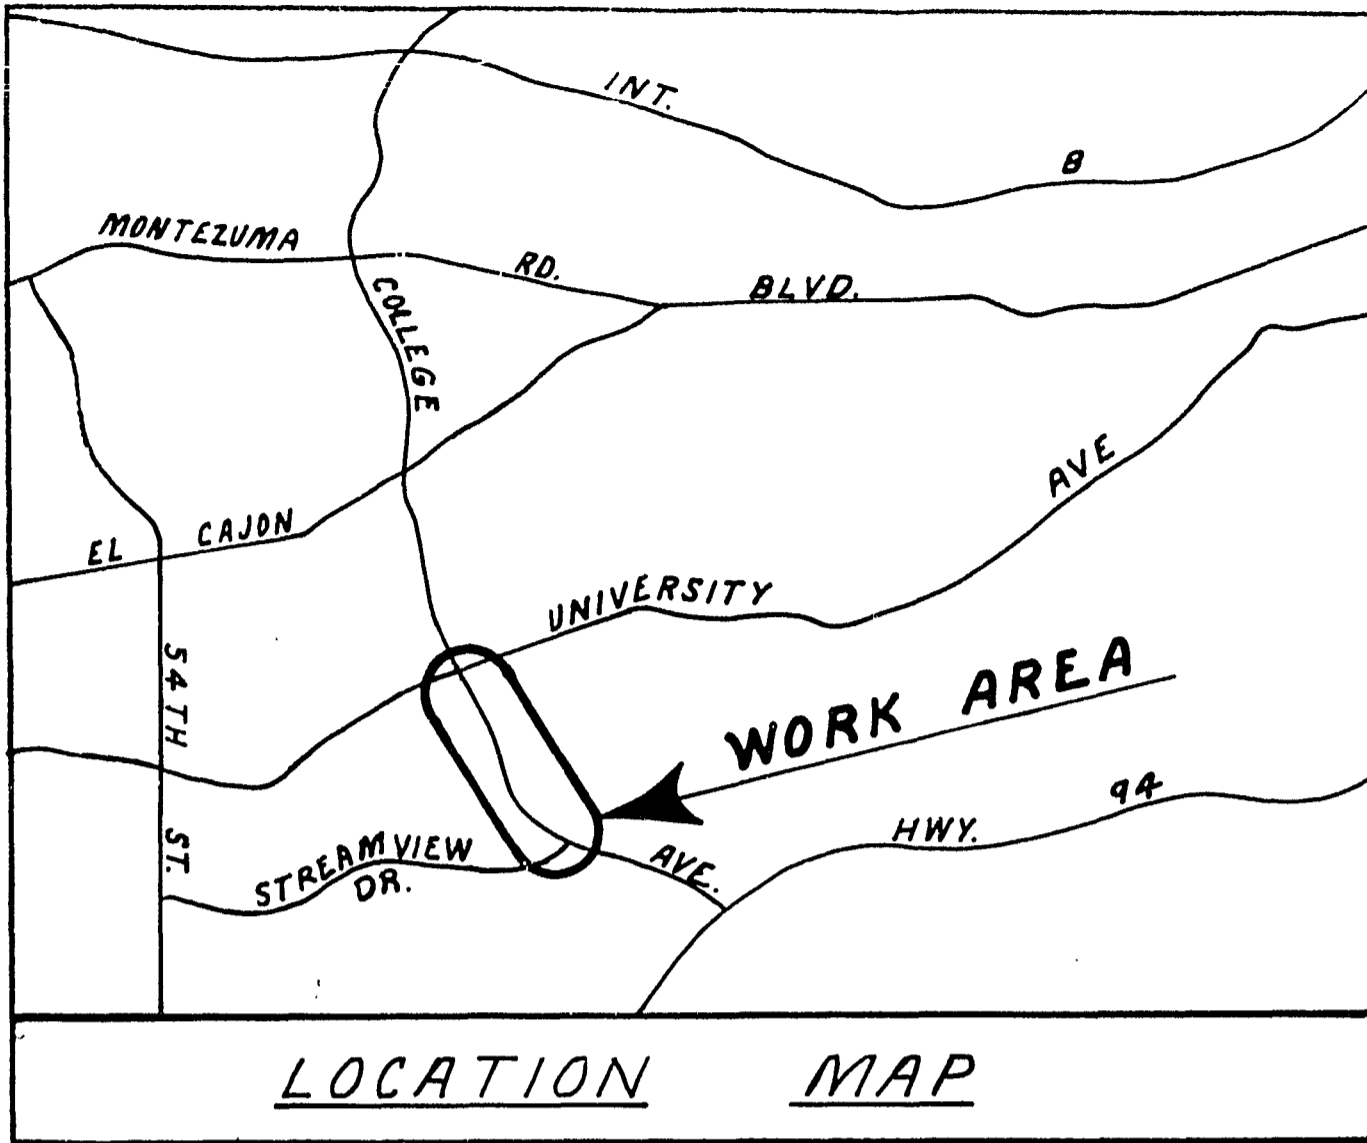 INT. 8
MONTEZUMA RD.
BLVD.
COLLEGE
AVE
EL CAJON
UNIVERSITY
54TH ST.
WORK AREA
94
HWY.
STREAMVIEW
DR.
AVE.
LOCATION MAP